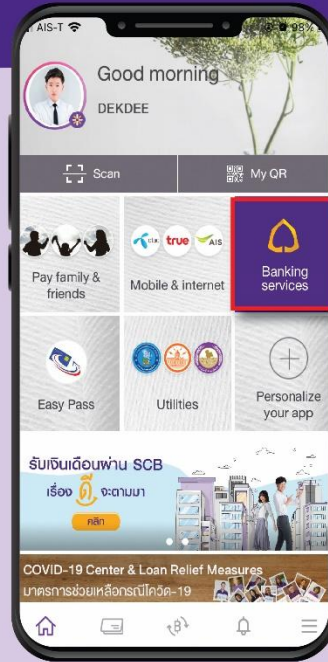 AIS-T
98%
Good morning
DEKDEE
Scan
My QR
Pay family &
friends
dtac true AIS
Mobile & internet
Banking
services
Easy Pass
Utilities
Personalize
your app
รับเงินเดือนผ่าน SCB
เรื่อง ดีๆ จะตามมา
คลิก
COVID-19 Center & Loan Relief Measures
มาตรการช่วยเหลือกรณีโควิด-19